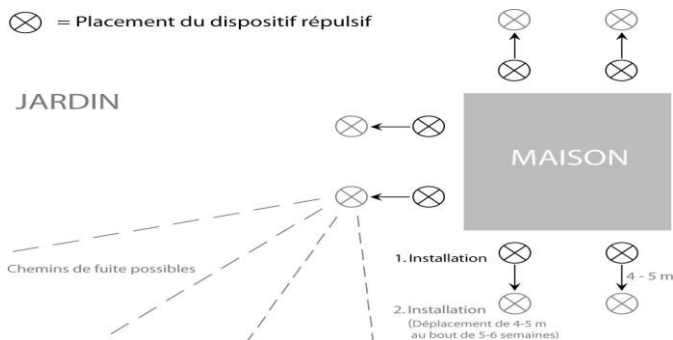 = Placement du dispositif répulsif
JARDIN
MAISON
Chemins de fuite possibles
1. Installation
4 - 5 m
2. Installation
(Déplacement de 4-5 m
au bout de 5-6 semaines)